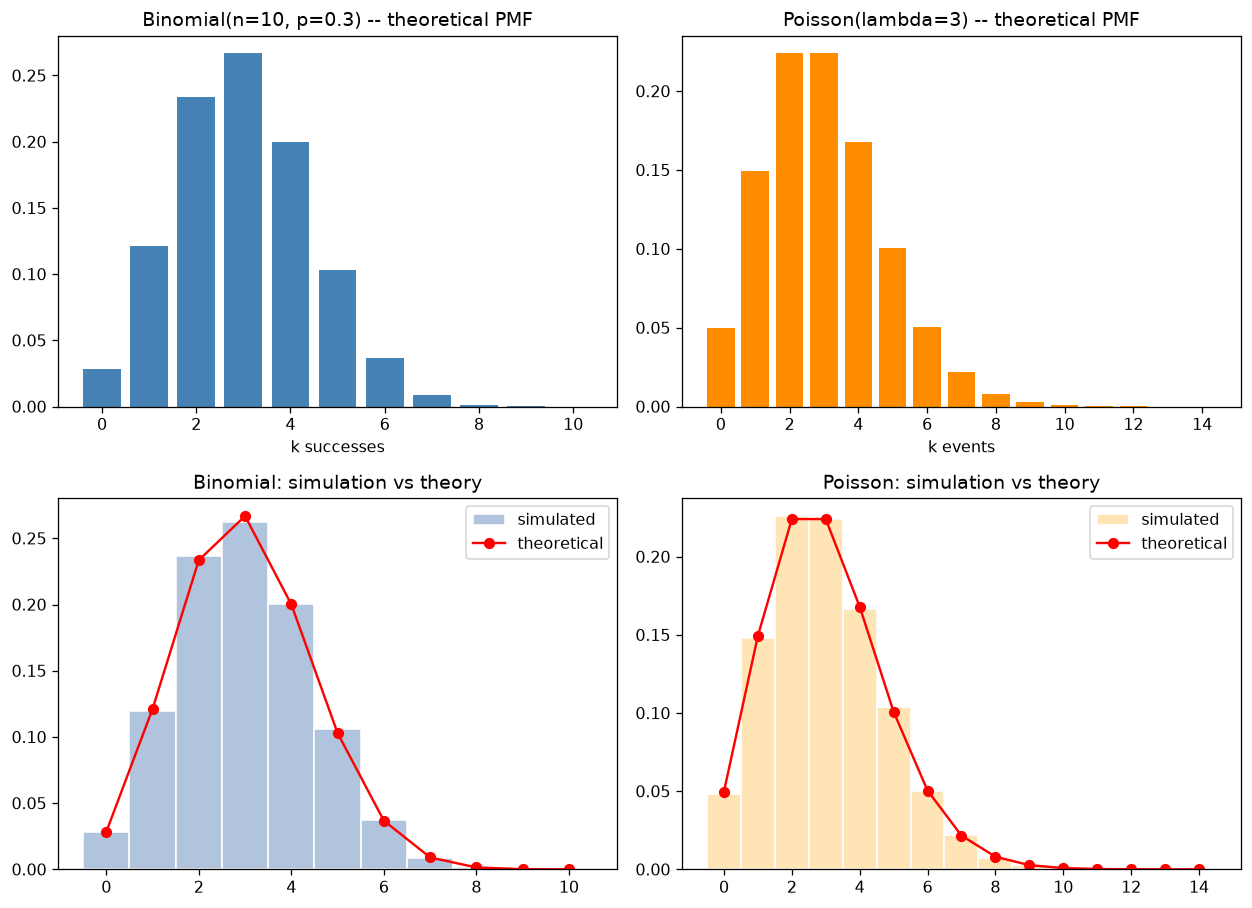 Binomial(n=10, p=0.3) -- theoretical PMF
0.25
0.20
0.15
0.10
0.05
0.00
0 2 4 6 8 10
k successes
Poisson(lambda=3) -- theoretical PMF
0.20
0.15
0.10
0.05
0.00
0 2 4 6 8 10 12 14
k events
Binomial: simulation vs theory
simulated
theoretical
0.25
0.20
0.15
0.10
0.05
0.00
0 2 4 6 8 10
Poisson: simulation vs theory
simulated
theoretical
0.20
0.15
0.10
0.05
0.00
0 2 4 6 8 10 12 14